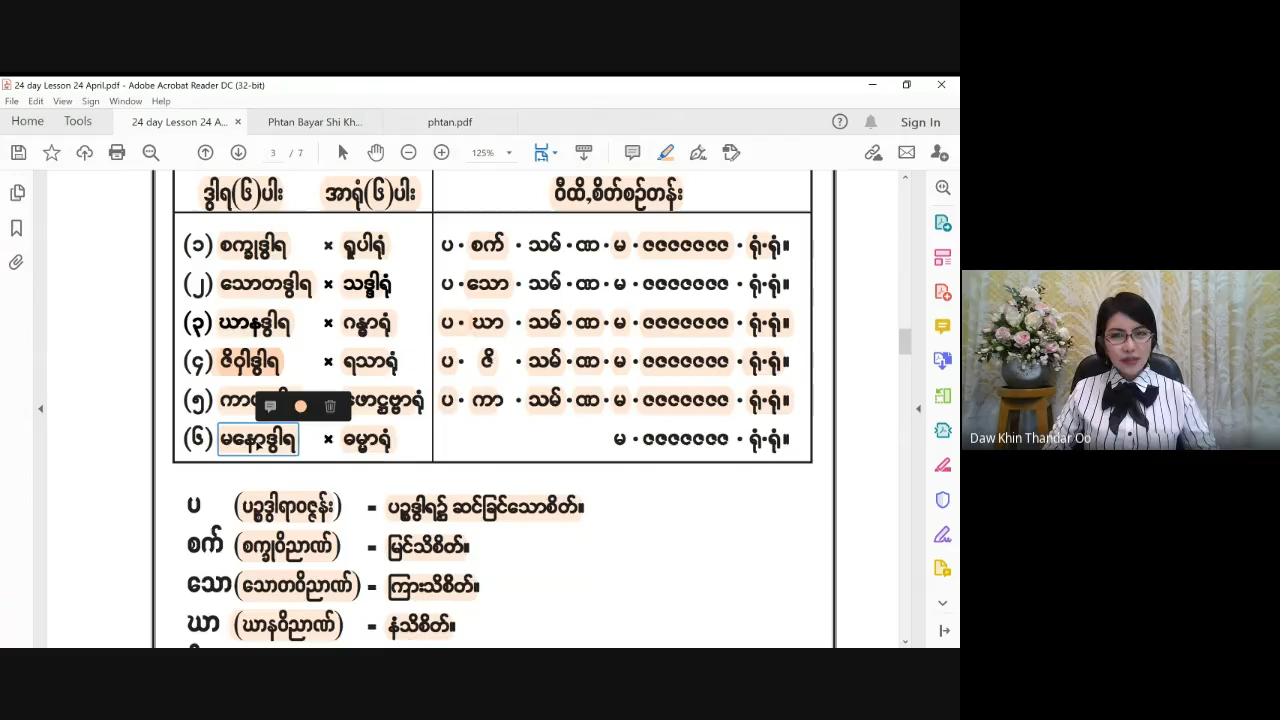 24 day Lesson 24 April.pdf - Adobe Acrobat Reader DC (32-bit)
File Edit View Sign Window Help
Home Tools 24 day Lesson 24 A... × Phtan Bayar Shi Kh... phtan.pdf Sign In
3 / 7 125%
ဒွါရ(၆)ပါး အာရုံ(၆)ပါး ဝီထိ,စိတ်စဉ်တန်း
(၁) စက္ခုဒွါရ × ရူပါရုံ ပ • စက် • သမ် • ဏ • မ • ဇဇဇဇဇဇဇ • ရုံ•ရုံ။
(၂) သောတဒွါရ × သဒ္ဒါရုံ ပ • သော • သမ် • ဏ • မ • ဇဇဇဇဇဇဇ • ရုံ•ရုံ။
(၃) ဃာနဒွါရ × ဂန္ဓာရုံ ပ • ဃာ • သမ် • ဏ • မ • ဇဇဇဇဇဇဇ • ရုံ•ရုံ။
(၄) ဇိဝှါဒွါရ × ရသာရုံ ပ • ဇိ • သမ် • ဏ • မ • ဇဇဇဇဇဇဇ • ရုံ•ရုံ။
(၅) ပ • ကာ • သမ် • ဏ • မ • ဇဇဇဇဇဇဇ • ရုံ•ရုံ။
(၆) မနောဒွါရ × ဓမ္မာရုံ မ • ဇဇဇဇဇဇဇ • ရုံ•ရုံ။
ပ (ပဉ္စဒွါရာဝဇ္ဇန်း) = ပဉ္စဒွါရ၌ ဆင်ခြင်သောစိတ်။
စက် (စက္ခုဝိညာဏ်) = မြင်သိစိတ်။
သော (သောတဝိညာဏ်) = ကြားသိစိတ်။
ဃာ (ဃာနဝိညာဏ်) = နံသိစိတ်။
Daw Khin Thandar Oo